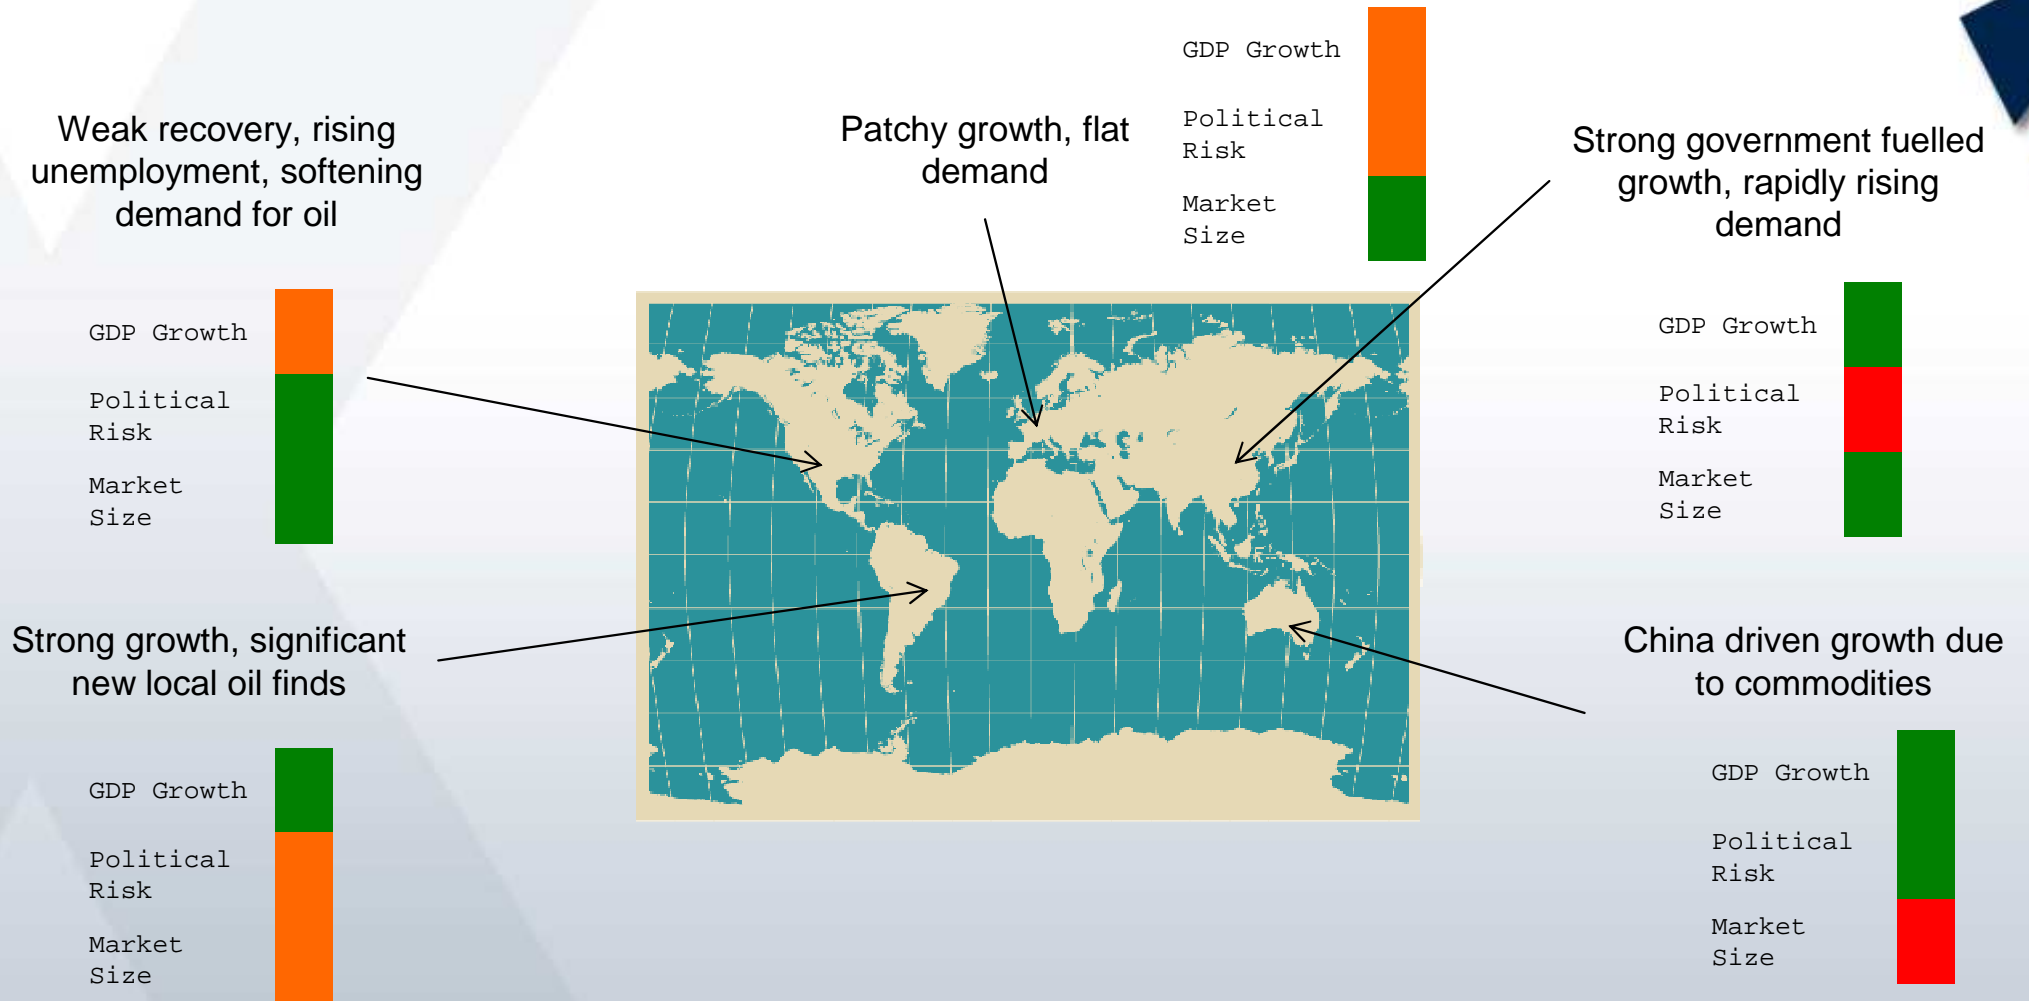 Weak recovery, rising
unemployment, softening
demand for oil
GDP Growth
Political
Risk
Market
Size
Patchy growth, flat
demand
GDP Growth
Political
Risk
Market
Size
Strong government fuelled
growth, rapidly rising
demand
GDP Growth
Political
Risk
Market
Size
Strong growth, significant
new local oil finds
GDP Growth
Political
Risk
Market
Size
China driven growth due
to commodities
GDP Growth
Political
Risk
Market
Size